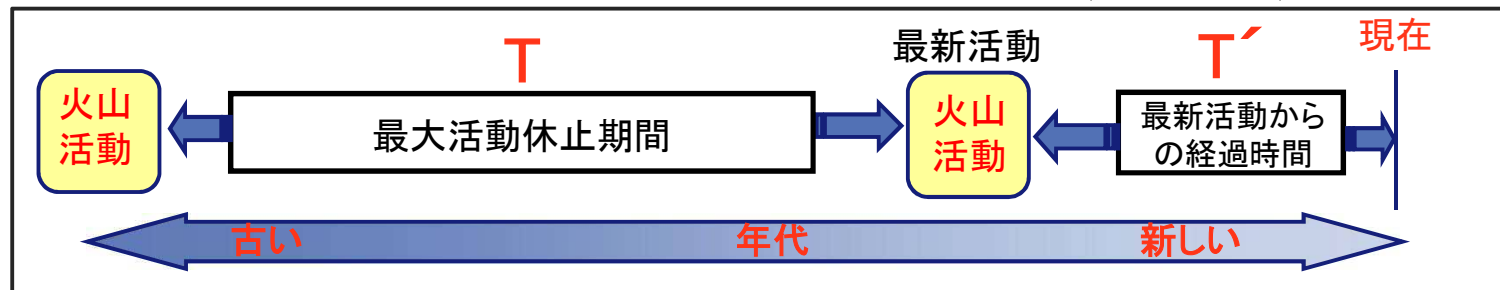 T
最新活動
T´
現在
火山
活動
最大活動休止期間
火山
活動
最新活動から
の経過時間
古い
年代
新しい